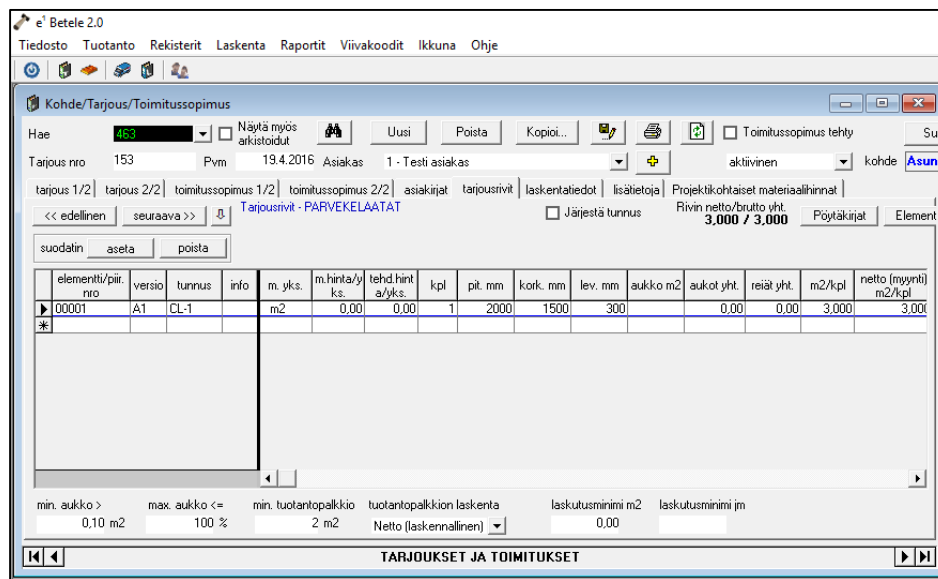 e¹ Betele 2.0
Tiedosto Tuotanto Rekisterit Laskenta Raportit Viivakoodit Ikkuna Ohje
Kohde/Tarjous/Toimitussopimus
Hae 463 Näytä myös arkistoidut Uusi Poista Kopioi... Toimitussopimus tehty Su
Tarjous nro 153 Pvm 19.4.2016 Asiakas 1 - Testi asiakas aktiivinen kohde Asun
tarjous 1/2 tarjous 2/2 toimitussopimus 1/2 toimitussopimus 2/2 asiakirjat tarjousrivit laskentatiedot lisätietoja Projektikohtaiset materiaalihinnat
<< edellinen seuraava >> Tarjousrivit - PARVEKELAATAT Järjestä tunnus Rivin netto/brutto yht. 3,000 / 3,000 Pöytäkirjat Element
suodatin aseta poista
elementti/piir. nro versio tunnus info m. yks. m.hinta/y ks. tehd.hint a/yks. kpl pit. mm kork. mm lev. mm aukko m2 aukot yht. reiät yht. m2/kpl netto (myynti) m2/kpl
00001 A1 CL-1 m2 0,00 0,00 1 2000 1500 300 0,00 0,00 3,000 3,000
min. aukko > max. aukko <= min. tuotantopalkkio tuotantopalkkion laskenta laskutusminimi m2 laskutusminimi jm
0,10 m2 100 % 2 m2 Netto (laskennallinen) 0,00
TARJOUKSET JA TOIMITUKSET